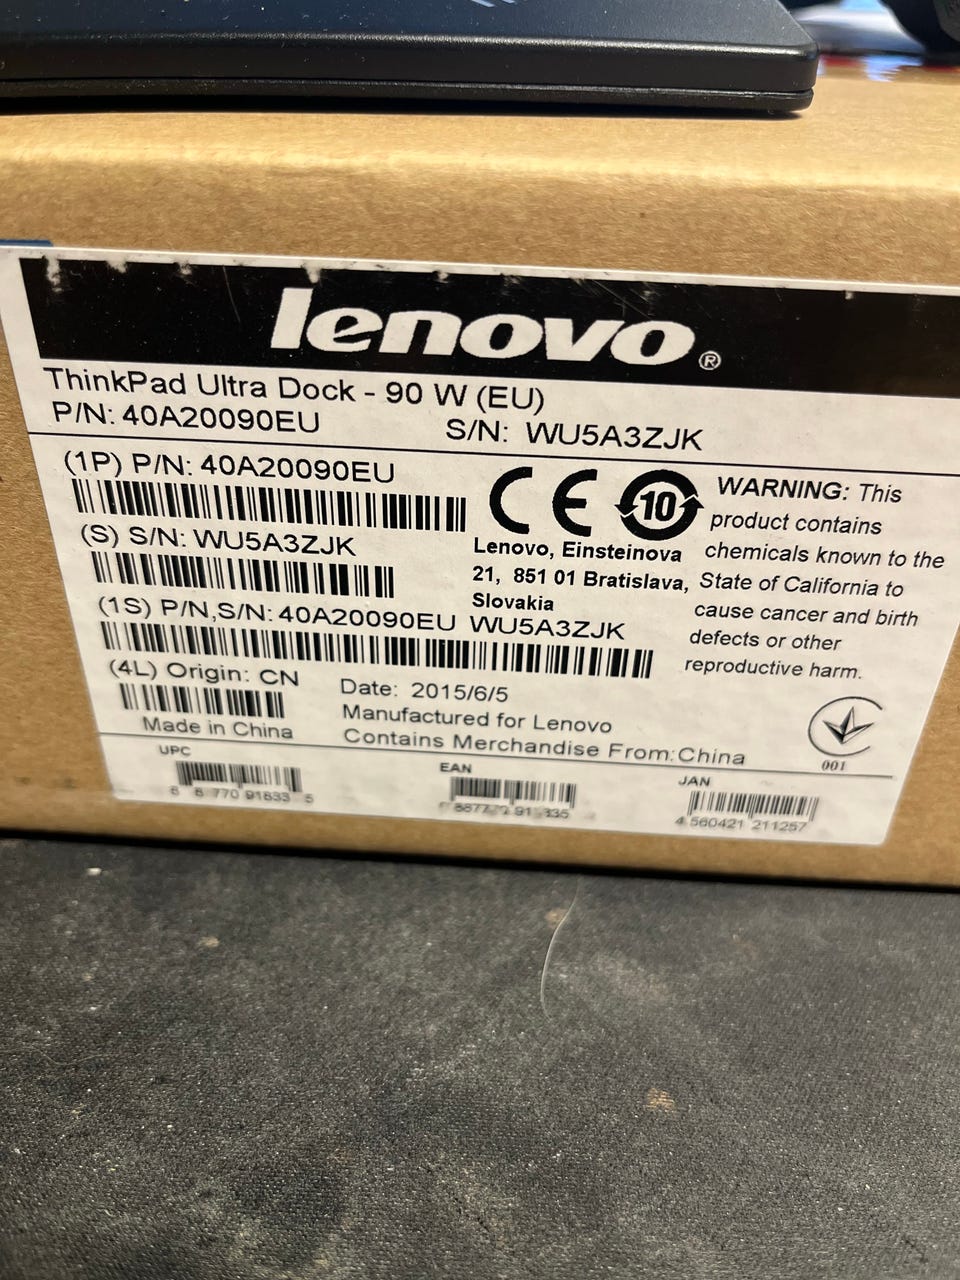 lenovo®
ThinkPad Ultra Dock - 90 W (EU)
P/N: 40A20090EU S/N: WU5A3ZJK
(1P) P/N: 40A20090EU
(S) S/N: WU5A3ZJK
(1S) P/N,S/N: 40A20090EU WU5A3ZJK
(4L) Origin: CN
Made in China
10
Lenovo, Einsteinova
21, 851 01 Bratislava,
Slovakia
WARNING: This
product contains
chemicals known to the
State of California to
cause cancer and birth
defects or other
reproductive harm.
Date: 2015/6/5
Manufactured for Lenovo
Contains Merchandise From:China
001
UPC
EAN
JAN
4 560421 211257